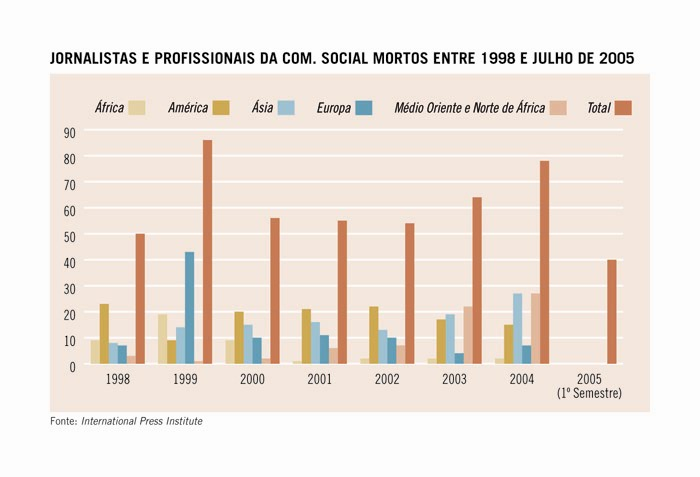 JORNALISTAS E PROFISSIONAIS DA COM. SOCIAL MORTOS ENTRE 1998 E JULHO DE 2005
África América Ásia Europa Médio Oriente e Norte de África Total
90
80
70
60
50
40
30
20
10
0
1998 1999 2000 2001 2002 2003 2004 2005
(1º Semestre)
Fonte: International Press Institute